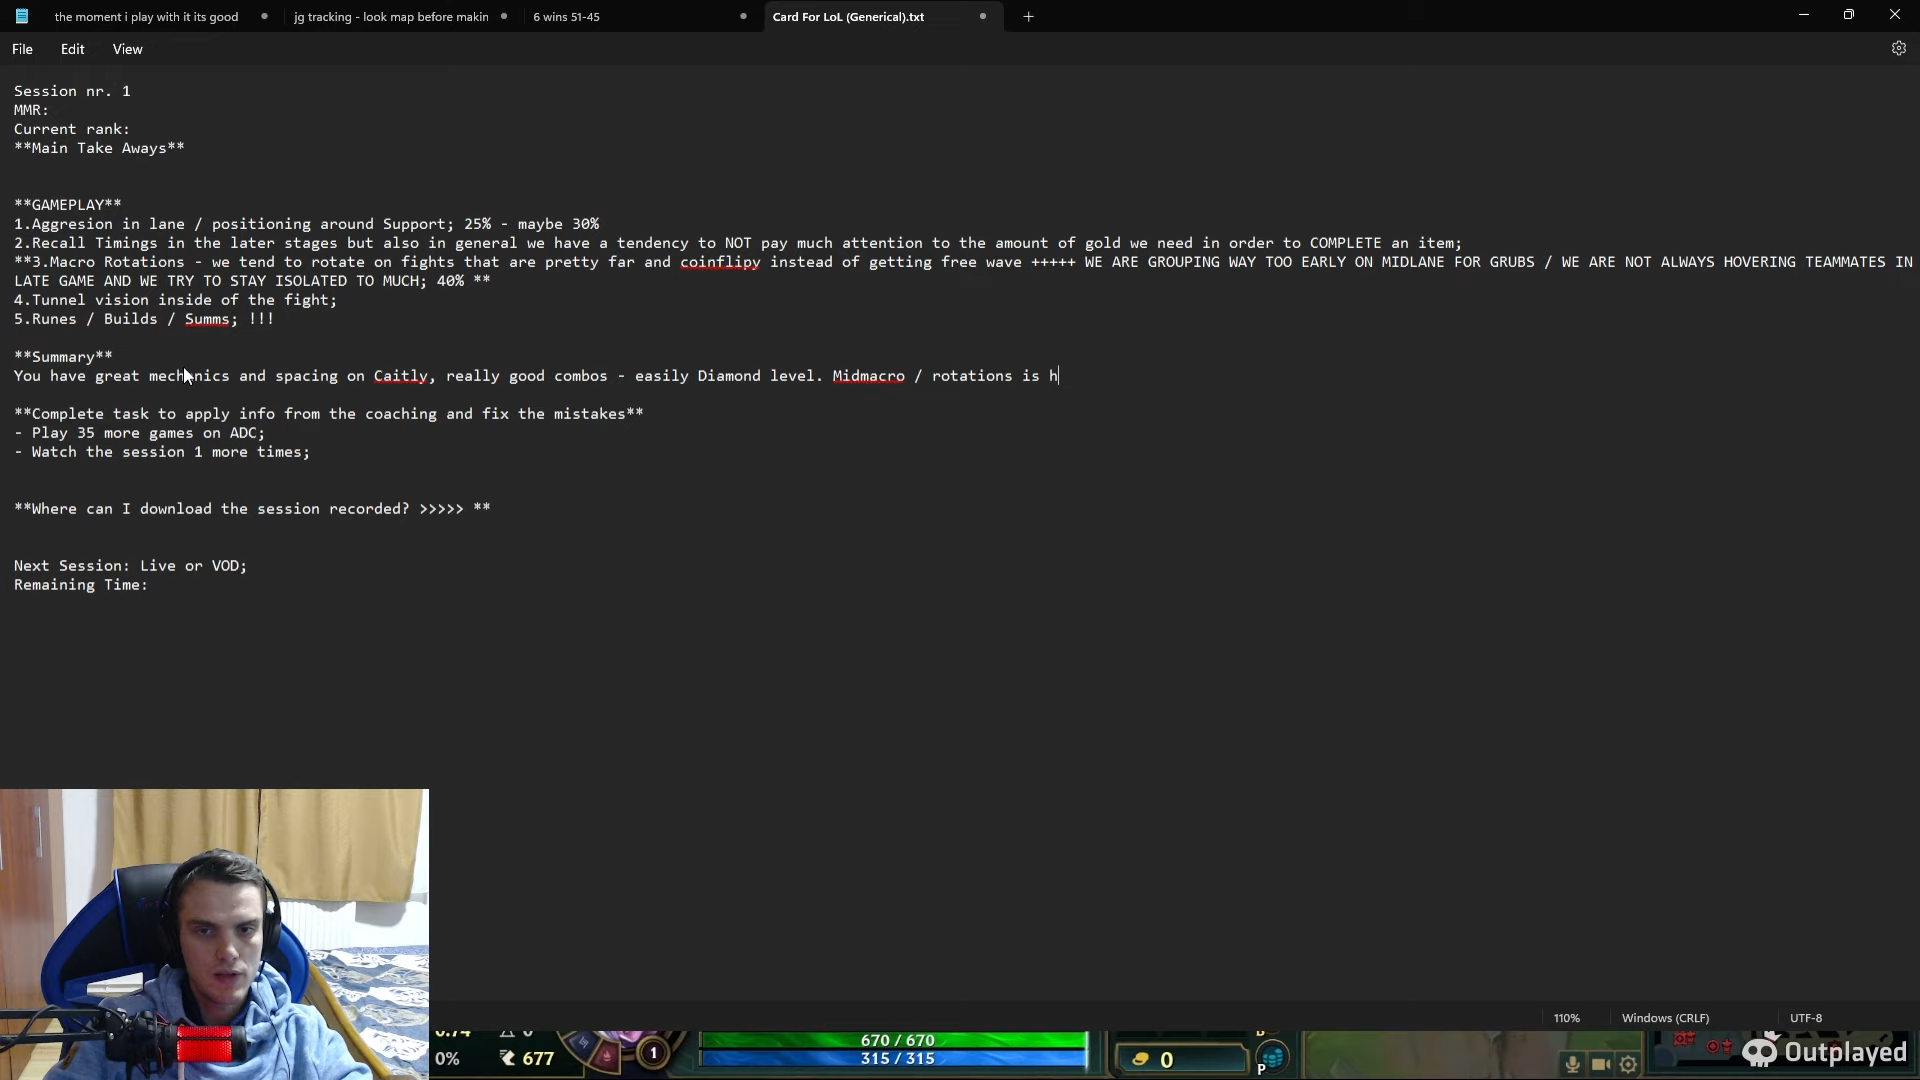 the moment i play with it its good
jg tracking - look map before makin
6 wins 51-45
Card For LoL (Generical).txt
File
Edit
View
Session nr. 1
MMR:
Current rank:
**Main Take Aways**
**GAMEPLAY**
1.Aggresion in lane / positioning around Support; 25% - maybe 30%
2.Recall Timings in the later stages but also in general we have a tendency to NOT pay much attention to the amount of gold we need in order to COMPLETE an item;
**3.Macro Rotations - we tend to rotate on fights that are pretty far and coinflipy instead of getting free wave +++++ WE ARE GROUPING WAY TOO EARLY ON MIDLANE FOR GRUBS / WE ARE NOT ALWAYS HOVERING TEAMMATES IN
LATE GAME AND WE TRY TO STAY ISOLATED TO MUCH; 40% **
4.Tunnel vision inside of the fight;
5.Runes / Builds / Summs; !!!
**Summary**
You have great mechanics and spacing on Caitly, really good combos - easily Diamond level. Midmacro / rotations is h
**Complete task to apply info from the coaching and fix the mistakes**
- Play 35 more games on ADC;
- Watch the session 1 more times;
**Where can I download the session recorded? >>>>> **
Next Session: Live or VOD;
Remaining Time:
110%
Windows (CRLF)
UTF-8
0%
677
1
670 / 670
315 / 315
0
P
Outplayed